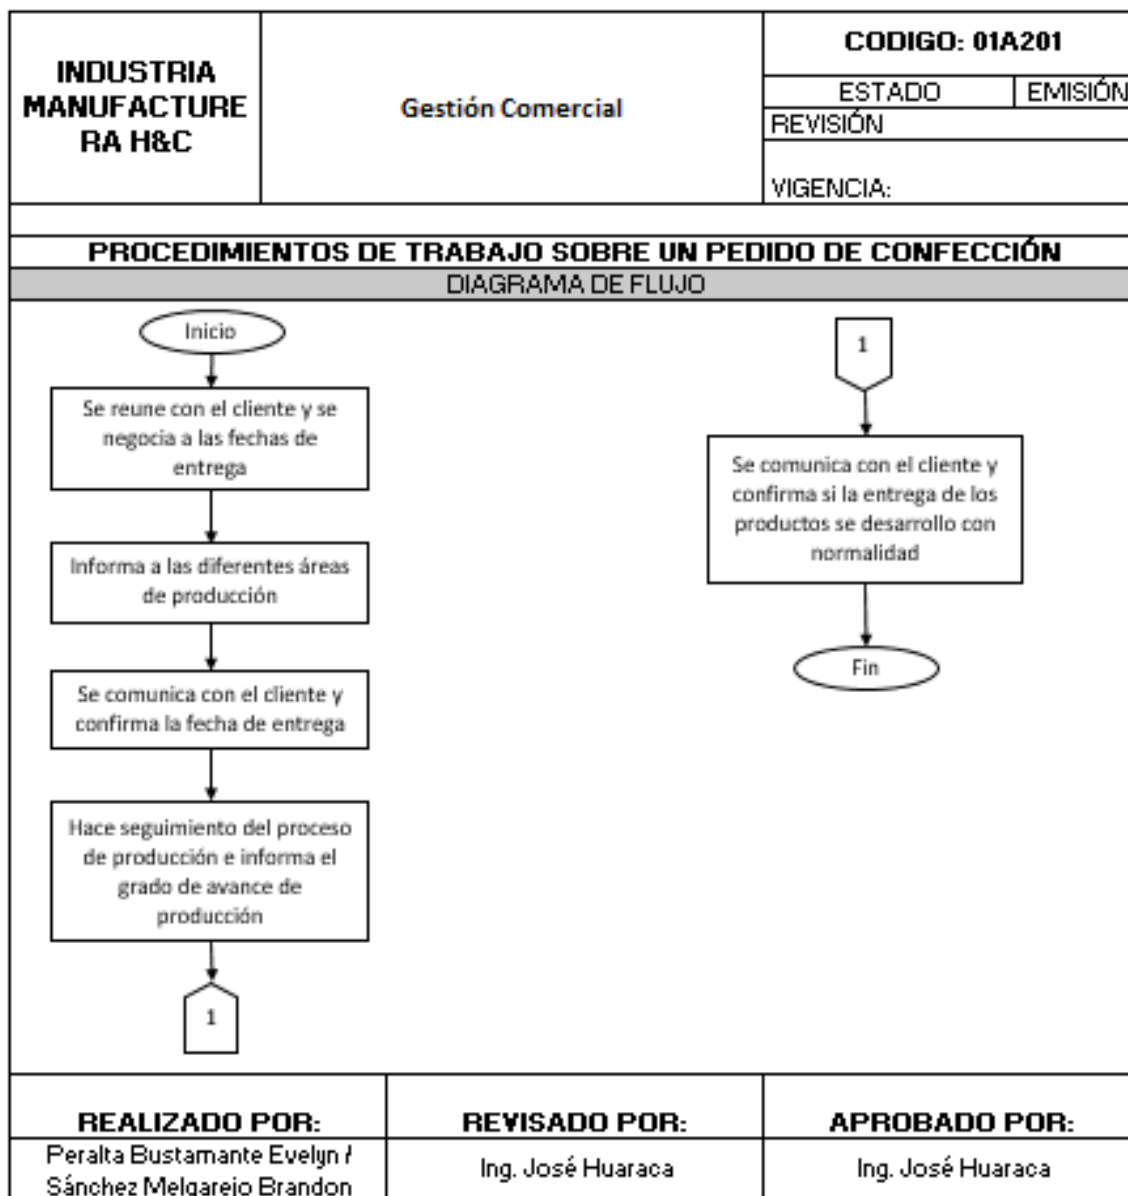 INDUSTRIA
MANUFACTURE
RA H&C
Gestión Comercial
CODIGO: 01A201
ESTADO
EMISIÓN
REVISIÓN
VIGENCIA:
PROCEDIMIENTOS DE TRABAJO SOBRE UN PEDIDO DE CONFECCIÓN
DIAGRAMA DE FLUJO
Inicio
Se reune con el cliente y se
negocia a las fechas de
entrega
Informa a las diferentes áreas
de producción
Se comunica con el cliente y
confirma la fecha de entrega
Hace seguimiento del proceso
de producción e informa el
grado de avance de
producción
1
1
Se comunica con el cliente y
confirma si la entrega de los
productos se desarrollo con
normalidad
Fin
REALIZADO POR:
REVISADO POR:
APROBADO POR:
Peralta Bustamante Evelyn /
Sánchez Melgarejo Brandon
Ing. José Huaraca
Ing. José Huaraca